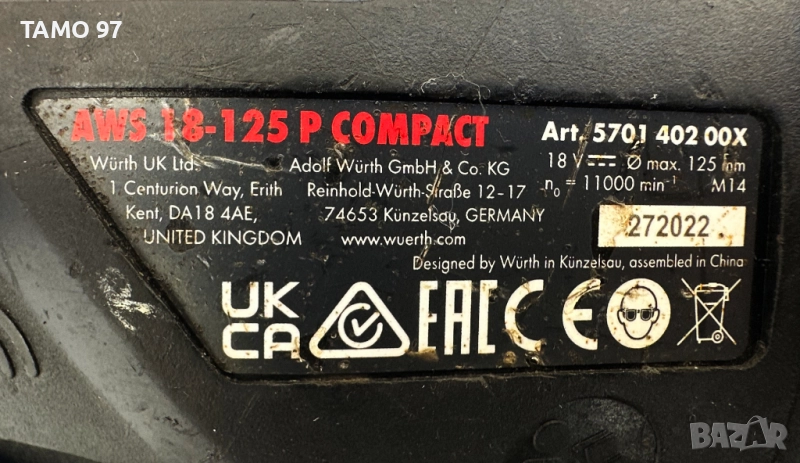 TAMO 97
AWS 18-125 P COMPACT
Art. 5701 402 00X
Würth UK Ltd.
1 Centurion Way, Erith
Kent, DA18 4AE,
UNITED KINGDOM
Adolf Würth GmbH & Co. KG
Reinhold-Würth-Straße 12-17
74653 Künzelsau, GERMANY
www.wuerth.com
18 V ⎓ Ø max. 125 mm
n₀ = 11000 min⁻¹ M14
272022
Designed by Würth in Künzelsau, assembled in China
UK
CA
EAC CE
BAZAR